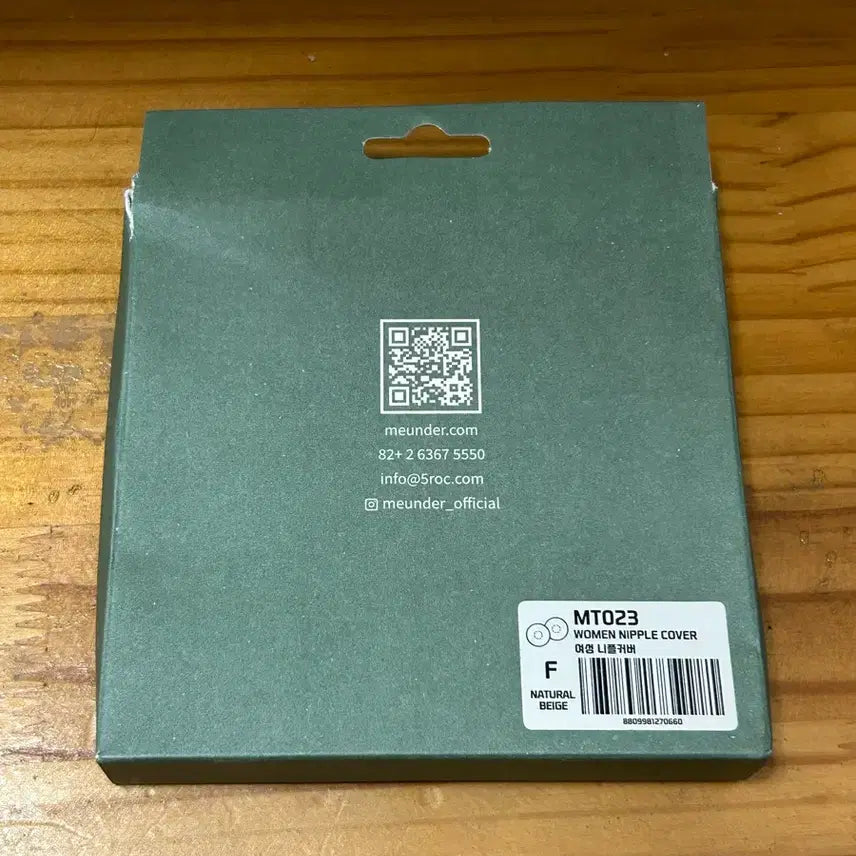 meunder.com
82+ 2 6367 5550
info@5roc.com
meunder_official
MT023
WOMEN NIPPLE COVER
여성 니플커버
F
NATURAL
BEIGE
8809981270660